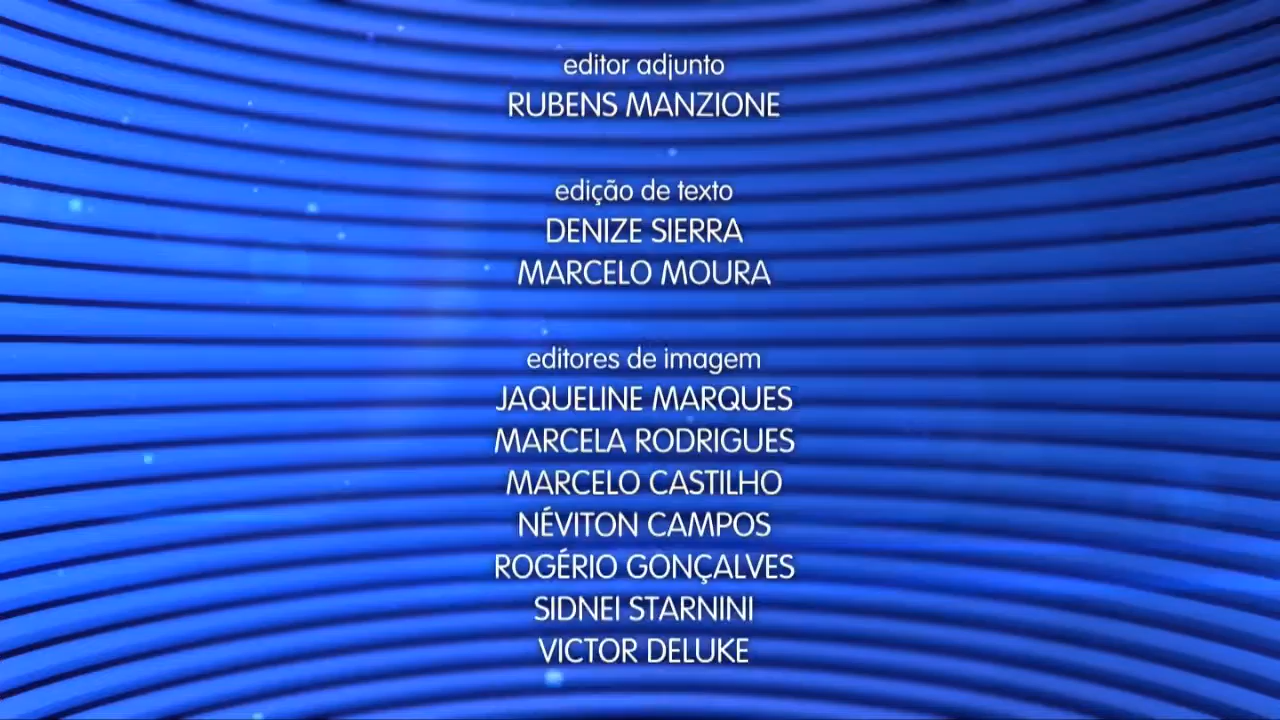 editor adjunto
RUBENS MANZIONE
edição de texto
DENIZE SIERRA
MARCELO MOURA
editores de imagem
JAQUELINE MARQUES
MARCELA RODRIGUES
MARCELO CASTILHO
NÉVITON CAMPOS
ROGÉRIO GONÇALVES
SIDNEI STARNINI
VICTOR DELUKE